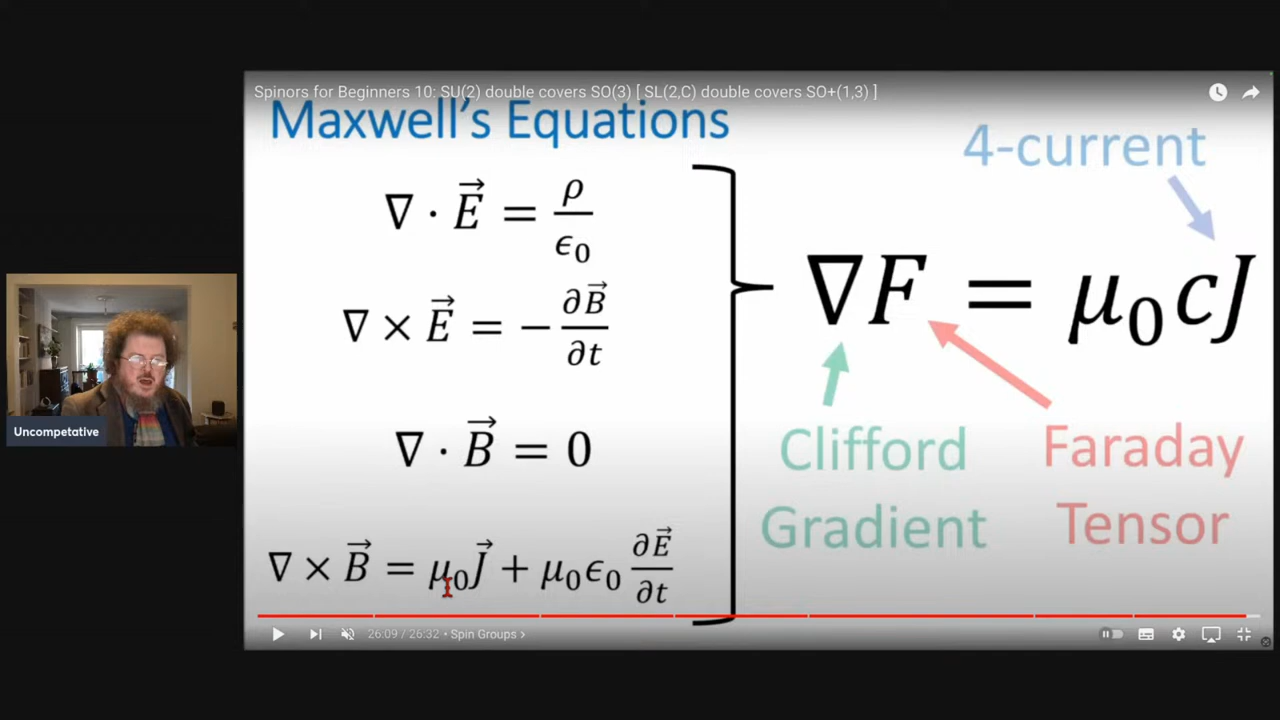 Spinors for Beginners 10: SU(2) double covers SO(3) [ SL(2,C) double covers SO+(1,3) ]
Maxwell's Equations
∇ · E⃗ = ρ/ϵ₀
∇ × E⃗ = −∂B⃗/∂t
∇ · B⃗ = 0
∇ × B⃗ = μ₀J⃗ + μ₀ϵ₀ ∂E⃗/∂t
4-current
∇F = μ₀cJ
Clifford
Gradient
Faraday
Tensor
Uncompetative
26:09 / 26:32 • Spin Groups ›